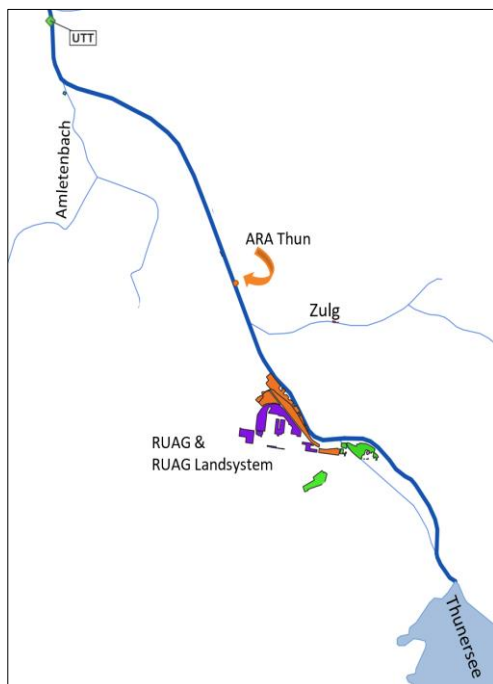 UTT
Amletenbach
ARA Thun
Zulg
RUAG &
RUAG Landsystem
Thunersee